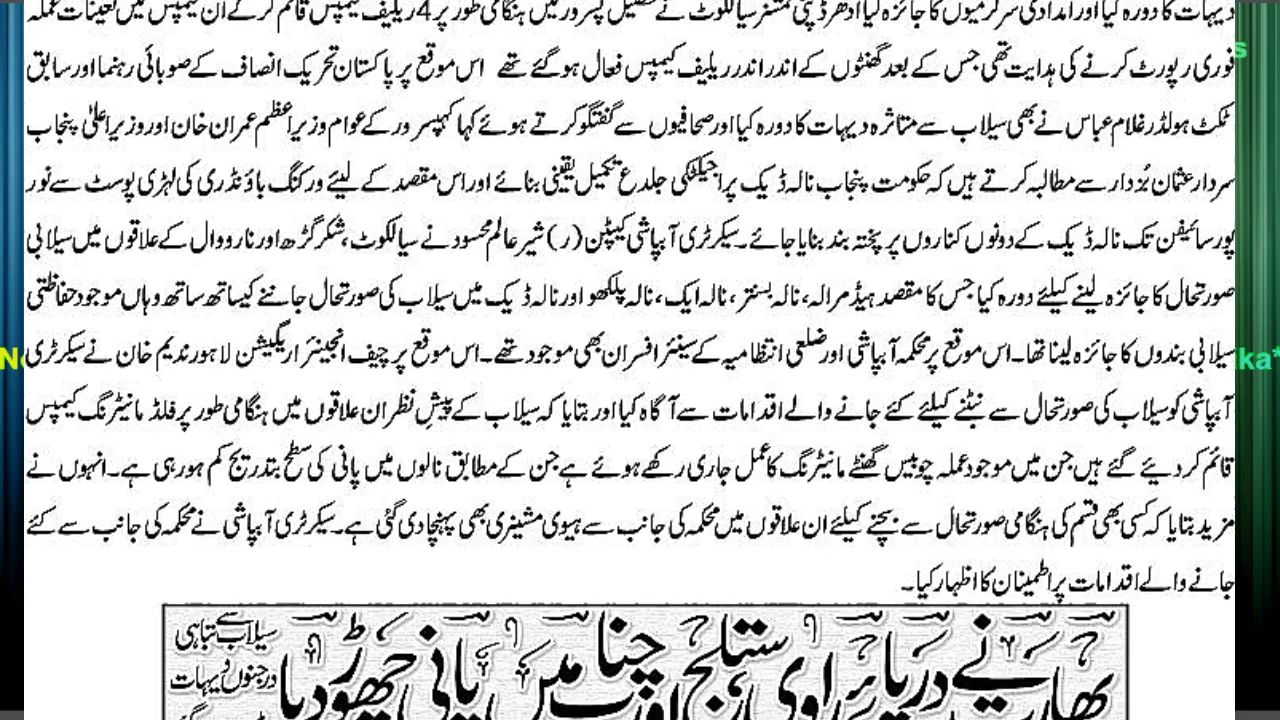 دیہات کا دورہ کیا اور امدادی سرگرمیوں کا جائزہ لیا ادھر ڈپٹی کمشنر سیالکوٹ نے تحصیل پسرور میں ہنگامی طور پر 4 ریلیف کیمپس قائم کر کے ان کیمپس میں تعینات عملہ
فوری رپورٹ کرنے کی ہدایت تھی جس کے بعد گھنٹوں کے اندر اندر ریلیف کیمپس فعال ہو گئے تھے اس موقع پر پاکستان تحریک انصاف کے صوبائی رہنما اور سابق
ٹکٹ ہولڈر غلام عباس نے بھی سیلاب سے متاثرہ دیہات کا دورہ کیا اور صحافیوں سے گفتگو کرتے ہوئے کہا کہ پسرور کے عوام وزیراعظم عمران خان اور وزیراعلیٰ پنجاب
سردار عثمان بُزدار سے مطالبہ کرتے ہیں کہ حکومت پنجاب نالہ ڈیک پراجیکٹ کی جلد ع تکمیل یقینی بنائے اور اس مقصد کے لیئے ورکنگ باؤنڈری کی لہڑی پوسٹ سے نور
پور سائیفن تک نالہ ڈیک کے دونوں کناروں پر پختہ بند بنایا جائے۔ سیکرٹری آبپاشی کیپٹن (ر) شیر عالم محسود نے سیالکوٹ، شکرگڑھ اور نارووال کے علاقوں میں سیلابی
صورتحال کا جائزہ لینے کیلئے دورہ کیا جس کا مقصد ہیڈ مرالہ، نالہ بسنتر، نالہ ایک، نالہ پلکھو اور نالہ ڈیک میں سیلاب کی صورتحال جاننے کیساتھ ساتھ وہاں موجود حفاظتی
سیلابی بندوں کا جائزہ لینا تھا۔ اس موقع پر محکمہ آبپاشی اور ضلعی انتظامیہ کے سینئر افسران بھی موجود تھے۔ اس موقع پر چیف انجینئر اریگیشن لاہور ندیم خان نے سیکرٹری
آبپاشی کو سیلاب کی صورتحال سے نبٹنے کیلئے کئے جانے والے اقدامات سے آگاہ کیا اور بتایا کہ سیلاب کے پیشِ نظر ان علاقوں میں ہنگامی طور پر فلڈ مانیٹرنگ کیمپس
قائم کر دیئے گئے ہیں جن میں موجود عملہ چوبیس گھنٹے مانیٹرنگ کا عمل جاری رکھے ہوئے ہے جن کے مطابق نالوں میں پانی کی سطح بتدریج کم ہو رہی ہے۔ انہوں نے
مزید بتایا کہ کسی بھی قسم کی ہنگامی صورتحال سے بچنے کیلئے ان علاقوں میں محکمہ کی جانب سے ہیوی مشینری بھی پہنچا دی گئی ہے۔ سیکرٹری آبپاشی نے محکمہ کی جانب سے کئے
جانے والے اقدامات پر اطمینان کا اظہار کیا۔
بھارت نے دریائے راوی، ستلج اور چناب میں پانی چھوڑ دیا
سیلاب سے تباہی
درجنوں دیہات